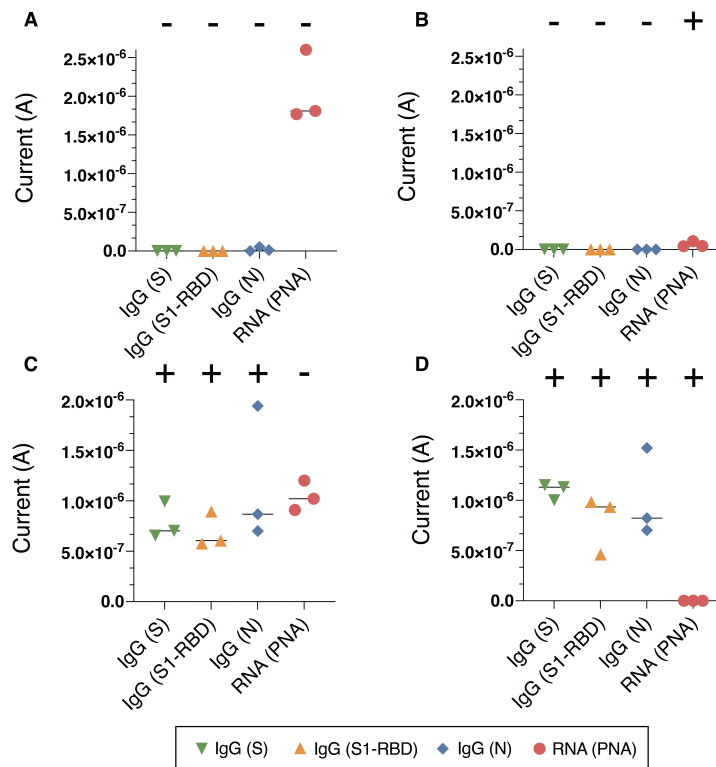 A
- - - -
Current (A)
2.5×10⁻⁶
2.0×10⁻⁶
1.5×10⁻⁶
1.0×10⁻⁶
5.0×10⁻⁷
0.0
IgG (S)
IgG (S1-RBD)
IgG (N)
RNA (PNA)
B
- - - +
Current (A)
2.5×10⁻⁶
2.0×10⁻⁶
1.5×10⁻⁶
1.0×10⁻⁶
5.0×10⁻⁷
0.0
IgG (S)
IgG (S1-RBD)
IgG (N)
RNA (PNA)
C
+ + + -
Current (A)
2.0×10⁻⁶
1.5×10⁻⁶
1.0×10⁻⁶
5.0×10⁻⁷
0.0
IgG (S)
IgG (S1-RBD)
IgG (N)
RNA (PNA)
D
+ + + +
Current (A)
2.0×10⁻⁶
1.5×10⁻⁶
1.0×10⁻⁶
5.0×10⁻⁷
0.0
IgG (S)
IgG (S1-RBD)
IgG (N)
RNA (PNA)
IgG (S) IgG (S1-RBD) IgG (N) RNA (PNA)